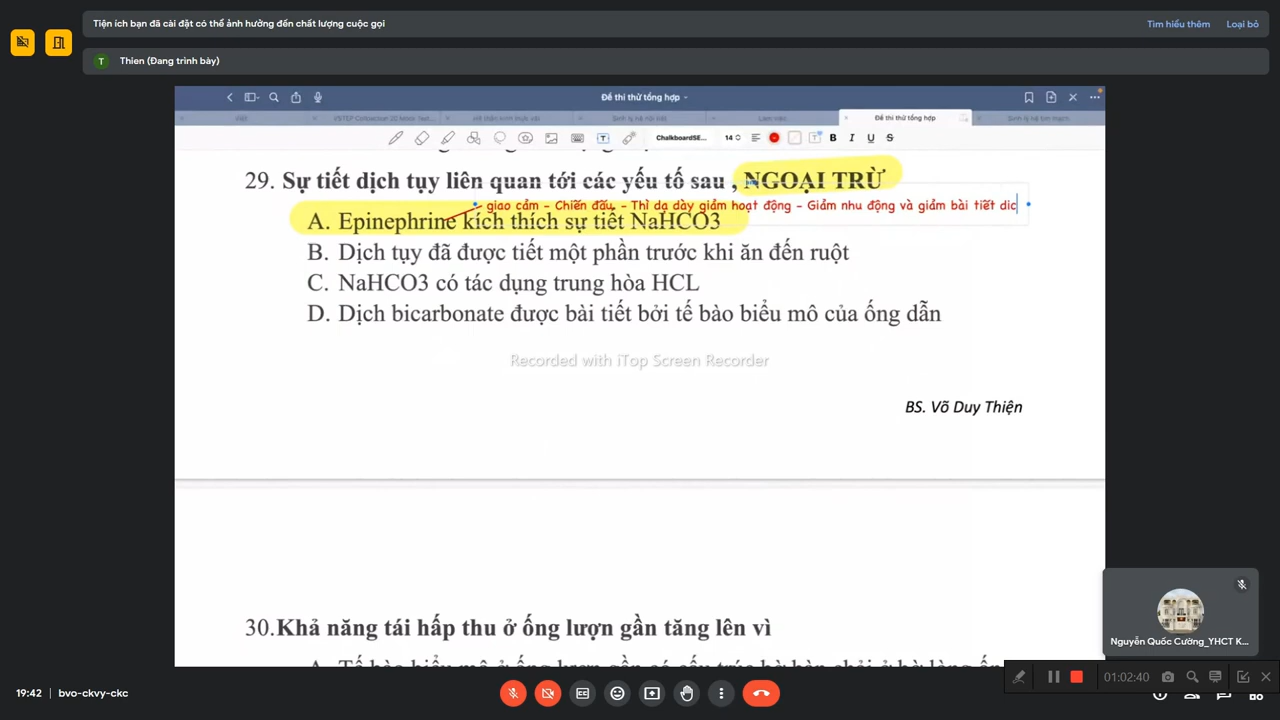 Tiện ích bạn đã cài đặt có thể ảnh hưởng đến chất lượng cuộc gọi
Tìm hiểu thêm
Loại bỏ
T
Thien (Đang trình bày)
Đề thi thử tổng hợp
Đề thi thử tổng hợp
ChalkboardSE...
14
B I U S
29. Sự tiết dịch tụy liên quan tới các yếu tố sau , NGOẠI TRỪ
giao cảm - Chiến đấu, - Thì dạ dày giảm hoạt động - Giảm nhu động và giảm bài tiết dic
A. Epinephrine kích thích sự tiết NaHCO3
B. Dịch tụy đã được tiết một phần trước khi ăn đến ruột
C. NaHCO3 có tác dụng trung hòa HCL
D. Dịch bicarbonate được bài tiết bởi tế bào biểu mô của ống dẫn
Recorded with iTop Screen Recorder
BS. Võ Duy Thiện
30.Khả năng tái hấp thu ở ống lượn gần tăng lên vì
Nguyễn Quốc Cường_YHCT K...
19:42
bvo-ckvy-ckc
01:02:40